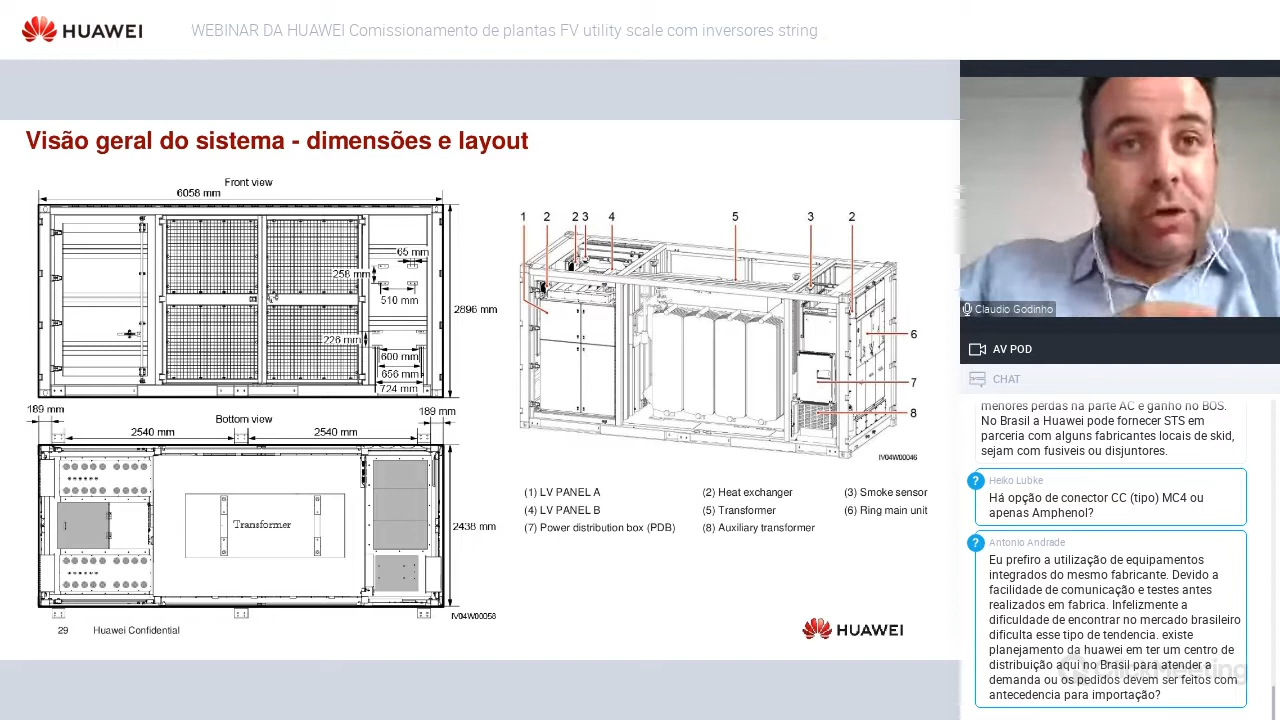 HUAWEI
WEBINAR DA HUAWEI Comissionamento de plantas FV utility scale com inversores string
Visão geral do sistema - dimensões e layout
Front view
6058 mm
65 mm
258 mm
510 mm
2896 mm
226 mm
600 mm
656 mm
724 mm
189 mm
Bottom view
189 mm
2540 mm
2540 mm
Transformer
2438 mm
IV04W00058
1 2 2 3 4 5 3 2
6
7
8
IV04W00046
(1) LV PANEL A
(2) Heat exchanger
(3) Smoke sensor
(4) LV PANEL B
(5) Transformer
(6) Ring main unit
(7) Power distribution box (PDB)
(8) Auxiliary transformer
29 Huawei Confidential
HUAWEI
Claudio Godinho
AV POD
CHAT
menores perdas na parte AC e ganho no BOS.
No Brasil a Huawei pode fornecer STS em
parceria com alguns fabricantes locais de skid,
sejam com fusiveis ou disjuntores.
?
Heiko Lubke
Há opção de conector CC (tipo) MC4 ou
apenas Amphenol?
?
Antonio Andrade
Eu prefiro a utilização de equipamentos
integrados do mesmo fabricante. Devido a
facilidade de comunicação e testes antes
realizados em fabrica. Infelizmente a
dificuldade de encontrar no mercado brasileiro
dificulta esse tipo de tendencia. existe
planejamento da huawei em ter um centro de
distribuição aqui no Brasil para atender a
demanda ou os pedidos devem ser feitos com
antecedencia para importação?
ClickMeeting